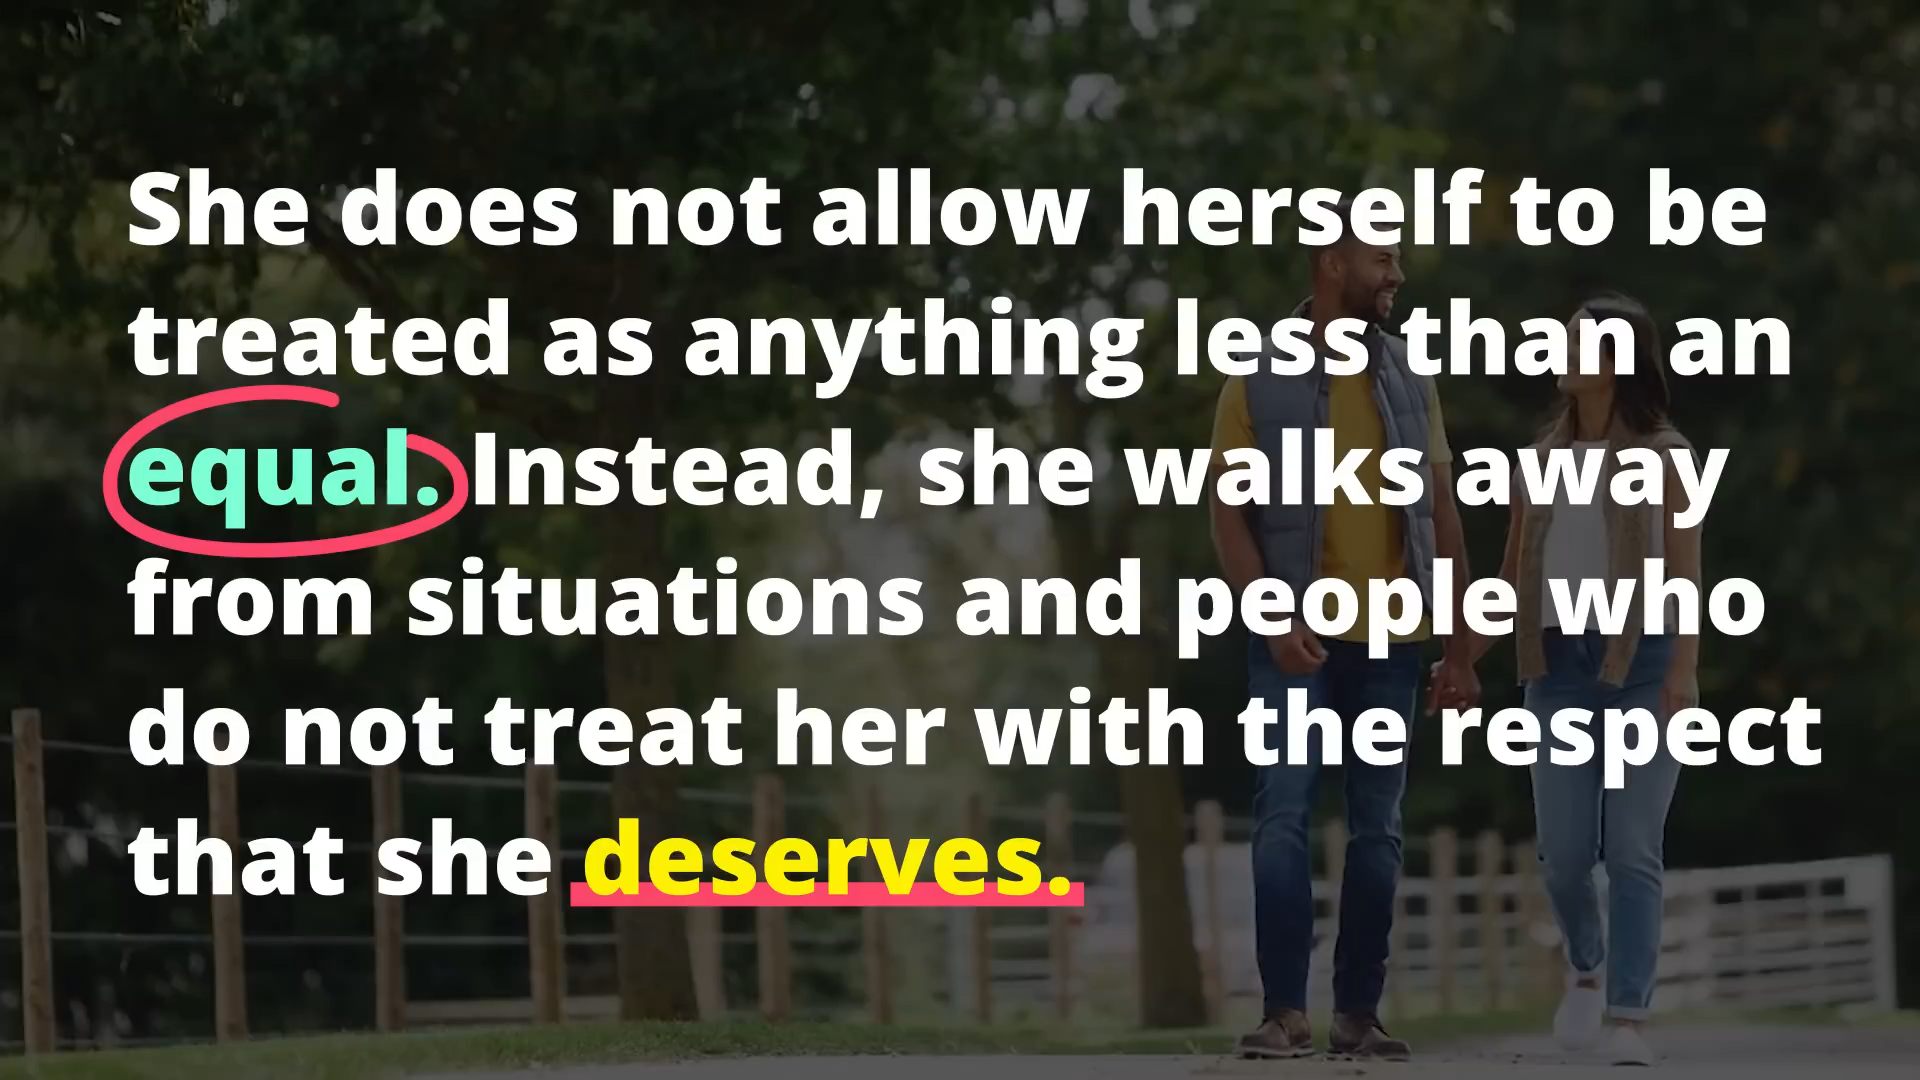 She does not allow herself to be
treated as anything less than an
equal. Instead, she walks away
from situations and people who
do not treat her with the respect
that she deserves.